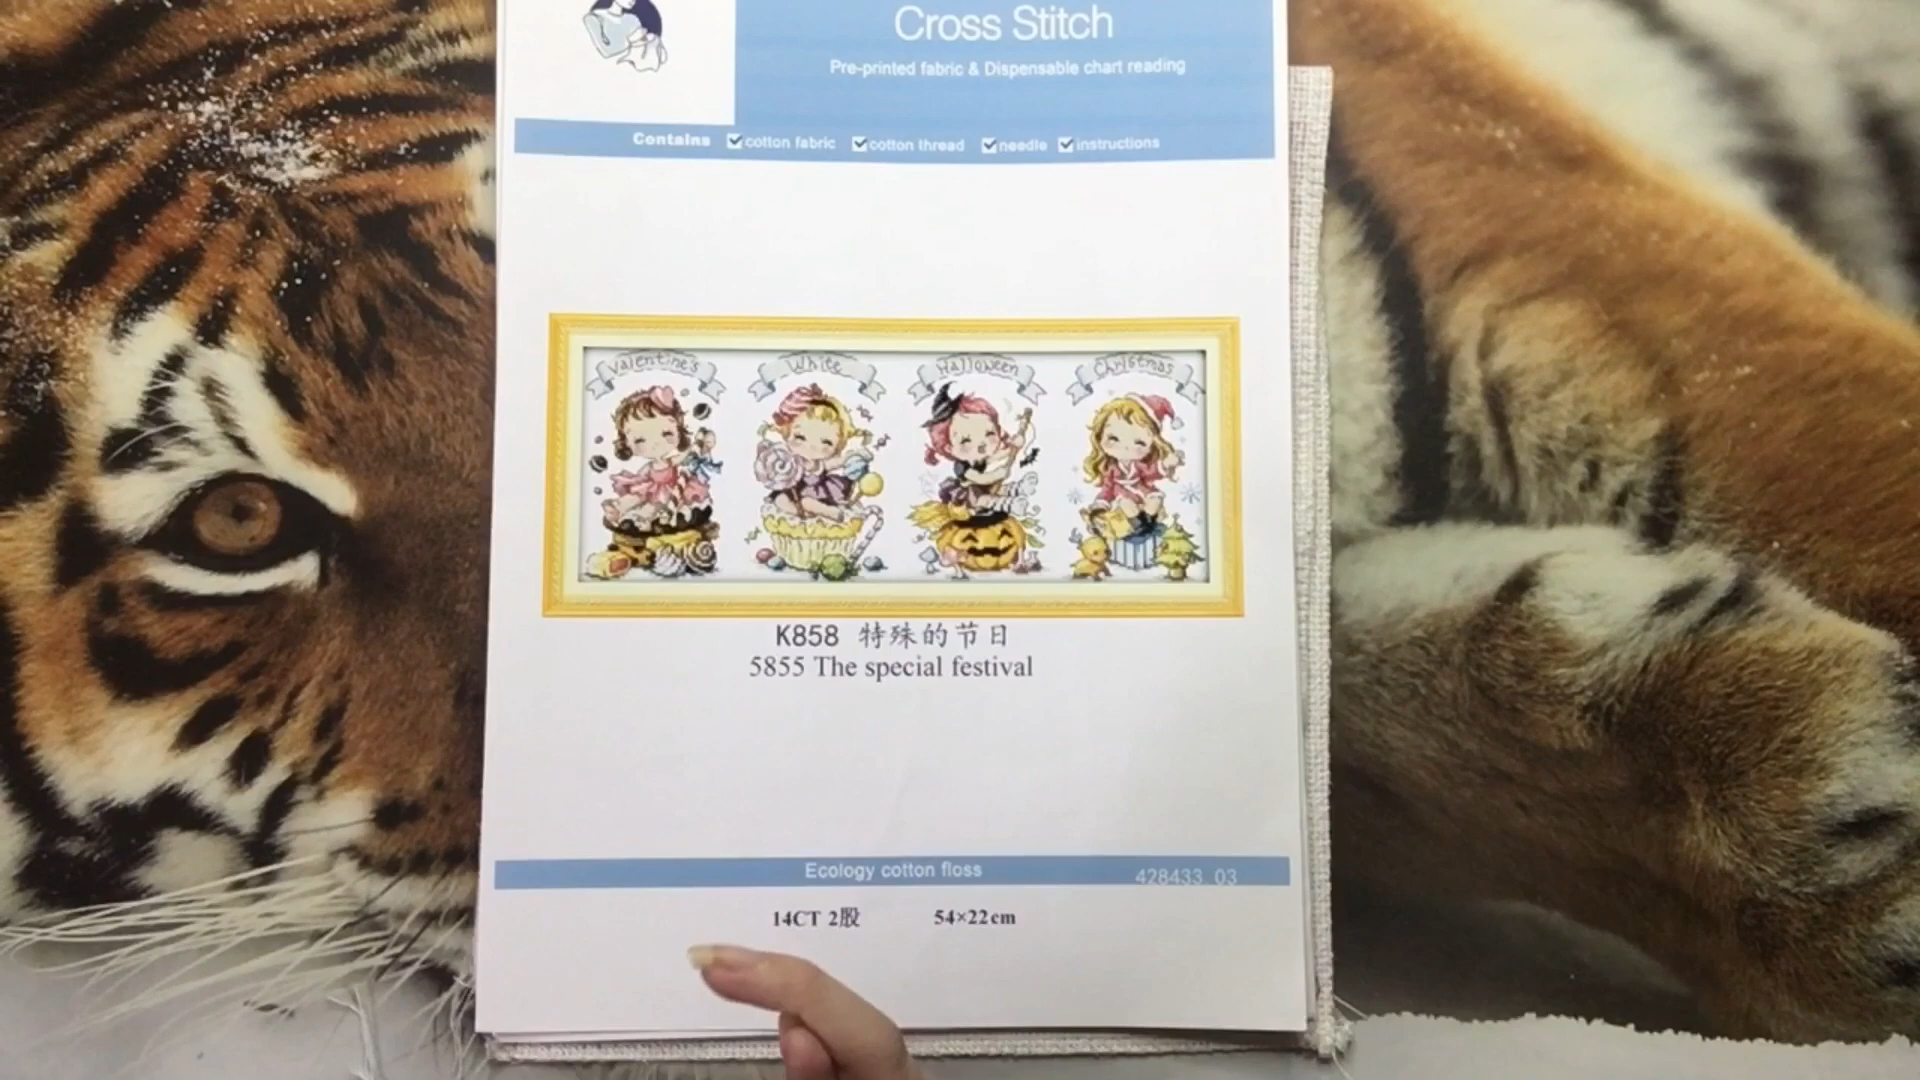 Cross Stitch
Pre-printed fabric & Dispensable chart reading
Contains cotton fabric cotton thread needle instructions
Valentine's White Halloween Christmas
K858 特殊的节日
5855 The special festival
Ecology cotton floss 428433 03
14CT 2股 54×22cm